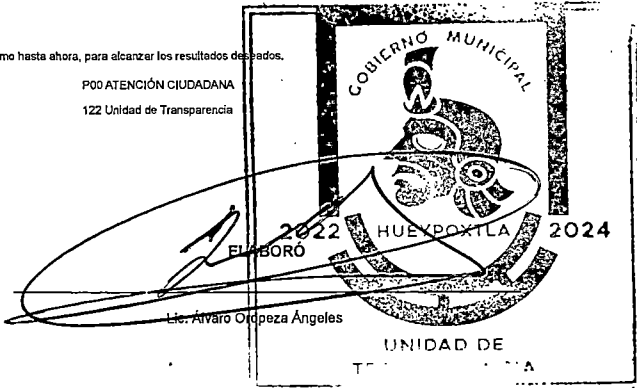 mo hasta ahora, para alcanzar los resultados deseados.
P00 ATENCIÓN CIUDADANA
122 Unidad de Transparencia
GOBIERNO MUNICIPAL
2022 HUEYPOXTLA 2024
ELABORÓ
Lic. Álvaro Oropeza Ángeles
UNIDAD DE